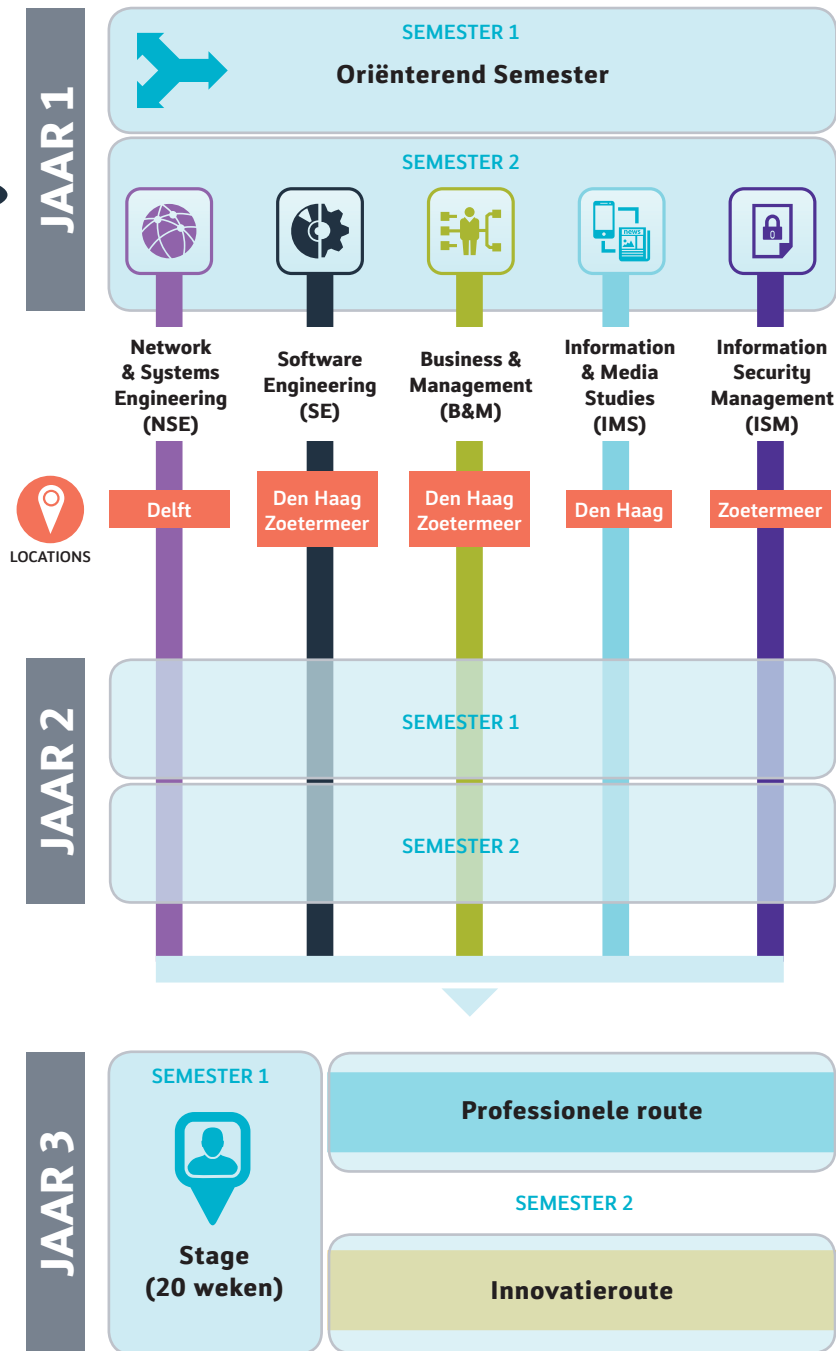 JAAR 1
SEMESTER 1
Oriënterend Semester
SEMESTER 2
news
0
Network
& Systems
Engineering
(NSE)
Software
Engineering
(SE)
Business &
Management
(B&M)
Information
& Media
Studies
(IMS)
Information
Security
Management
(ISM)
LOCATIONS
Delft
Den Haag
Zoetermeer
Den Haag
Zoetermeer
Den Haag
Zoetermeer
JAAR 2
SEMESTER 1
SEMESTER 2
JAAR 3
SEMESTER 1
Stage
(20 weken)
Professionele route
SEMESTER 2
Innovatieroute